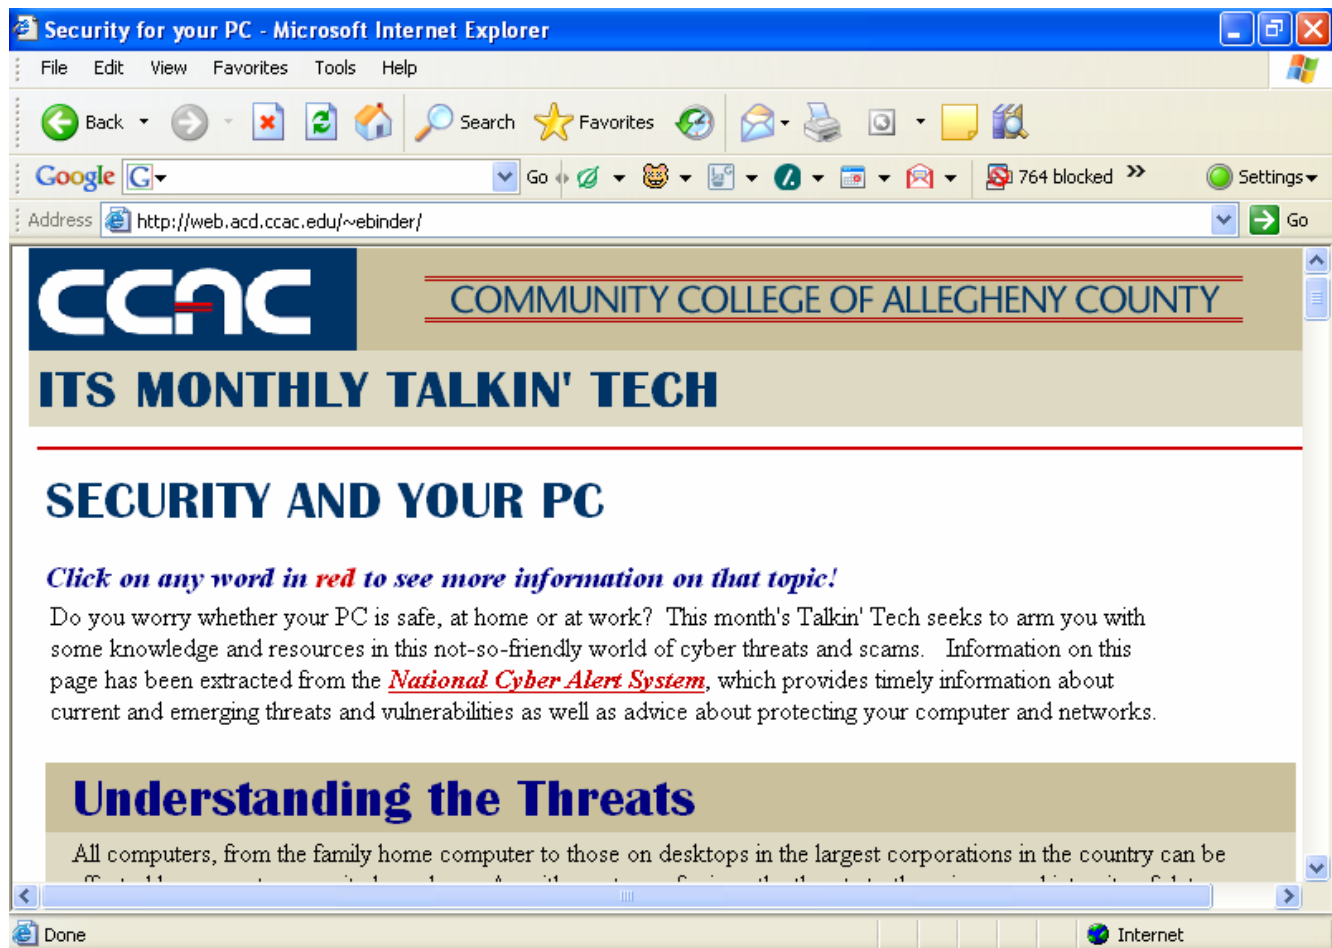 Security for your PC - Microsoft Internet Explorer
File Edit View Favorites Tools Help
Back Search Favorites
Google G Go 764 blocked Settings
Address http://web.acd.ccac.edu/~ebinder/ Go
CCAC COMMUNITY COLLEGE OF ALLEGHENY COUNTY
ITS MONTHLY TALKIN' TECH
SECURITY AND YOUR PC
Click on any word in red to see more information on that topic!
Do you worry whether your PC is safe, at home or at work?  This month's Talkin' Tech seeks to arm you with
some knowledge and resources in this not-so-friendly world of cyber threats and scams.   Information on this
page has been extracted from the National Cyber Alert System, which provides timely information about
current and emerging threats and vulnerabilities as well as advice about protecting your computer and networks.
Understanding the Threats
All computers, from the family home computer to those on desktops in the largest corporations in the country can be
Done Internet